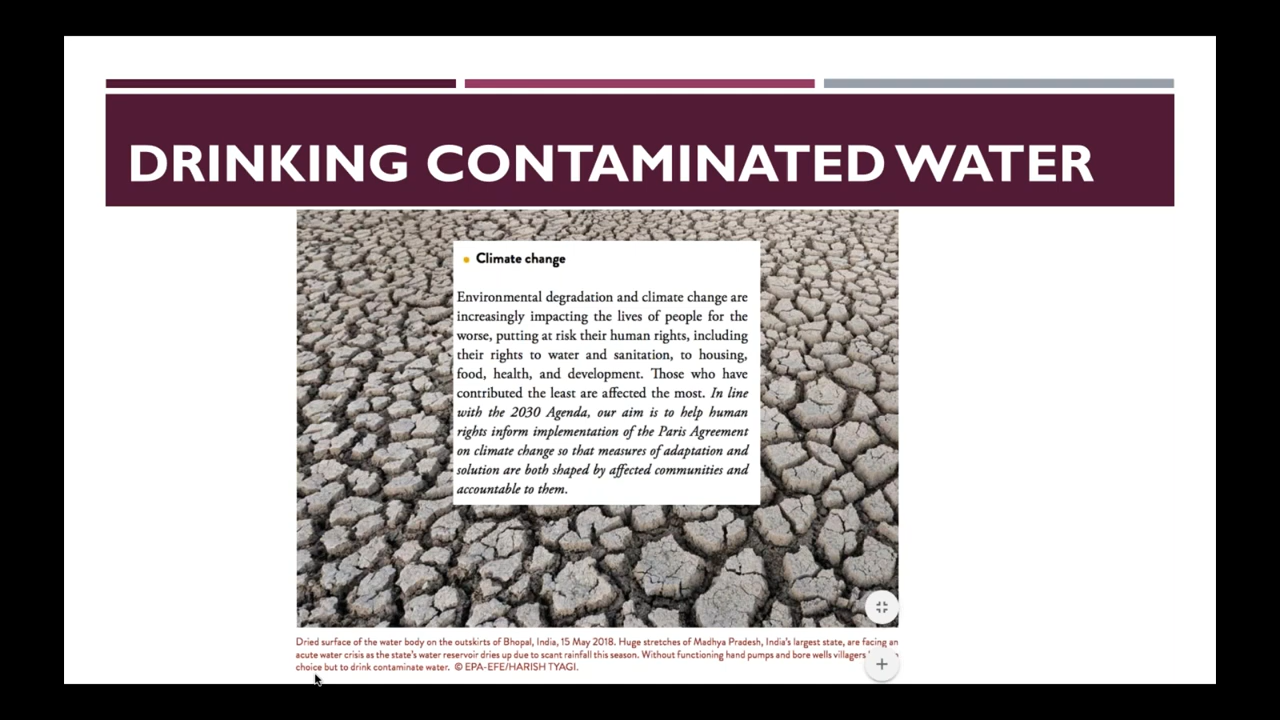 DRINKING CONTAMINATED WATER
• Climate change
Environmental degradation and climate change are
increasingly impacting the lives of people for the
worse, putting at risk their human rights, including
their rights to water and sanitation, to housing,
food, health, and development. Those who have
contributed the least are affected the most. In line
with the 2030 Agenda, our aim is to help human
rights inform implementation of the Paris Agreement
on climate change so that measures of adaptation and
solution are both shaped by affected communities and
accountable to them.
Dried surface of the water body on the outskirts of Bhopal, India, 15 May 2018. Huge stretches of Madhya Pradesh, India's largest state, are facing an
acute water crisis as the state's water reservoir dries up due to scant rainfall this season. Without functioning hand pumps and bore wells villagers
choice but to drink contaminate water. © EPA-EFE/HARISH TYAGI.